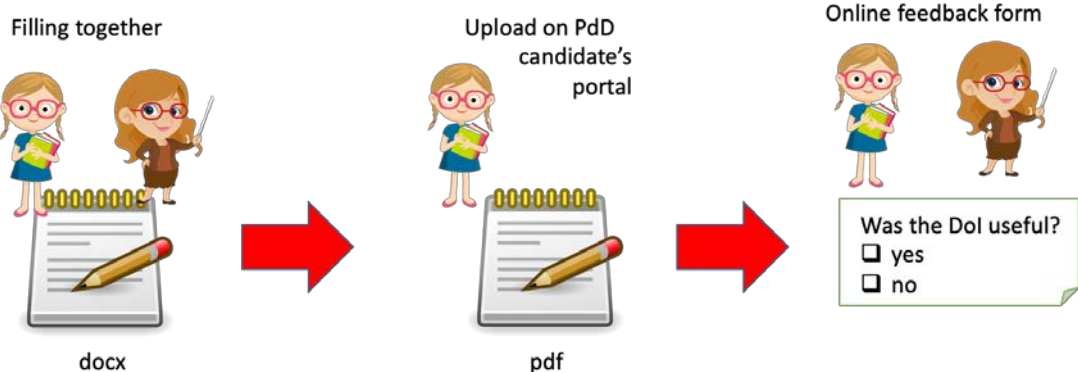 Filling together
docx
Upload on PdD
candidate's
portal
pdf
Online feedback form
Was the DoI useful?
❑ yes
❑ no